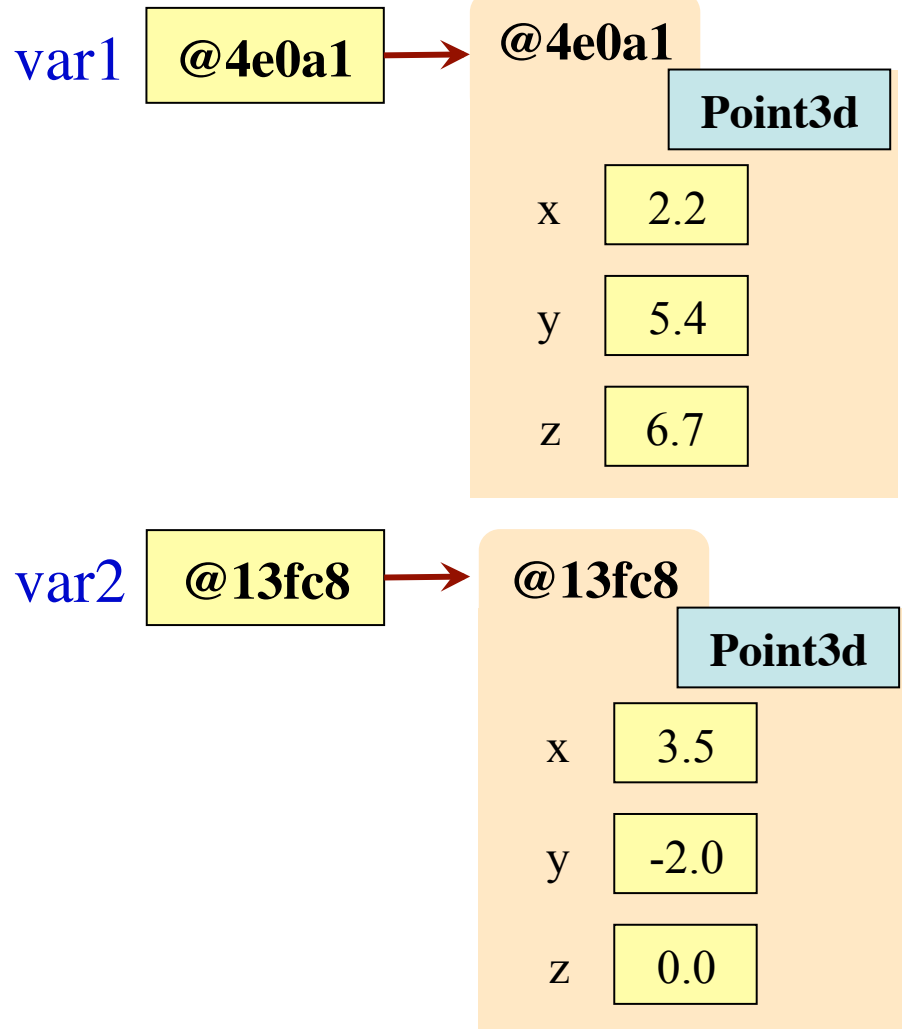 var1 @4e0a1 @4e0a1
Point3d
x 2.2
y 5.4
z 6.7
var2 @13fc8 @13fc8
Point3d
x 3.5
y -2.0
z 0.0